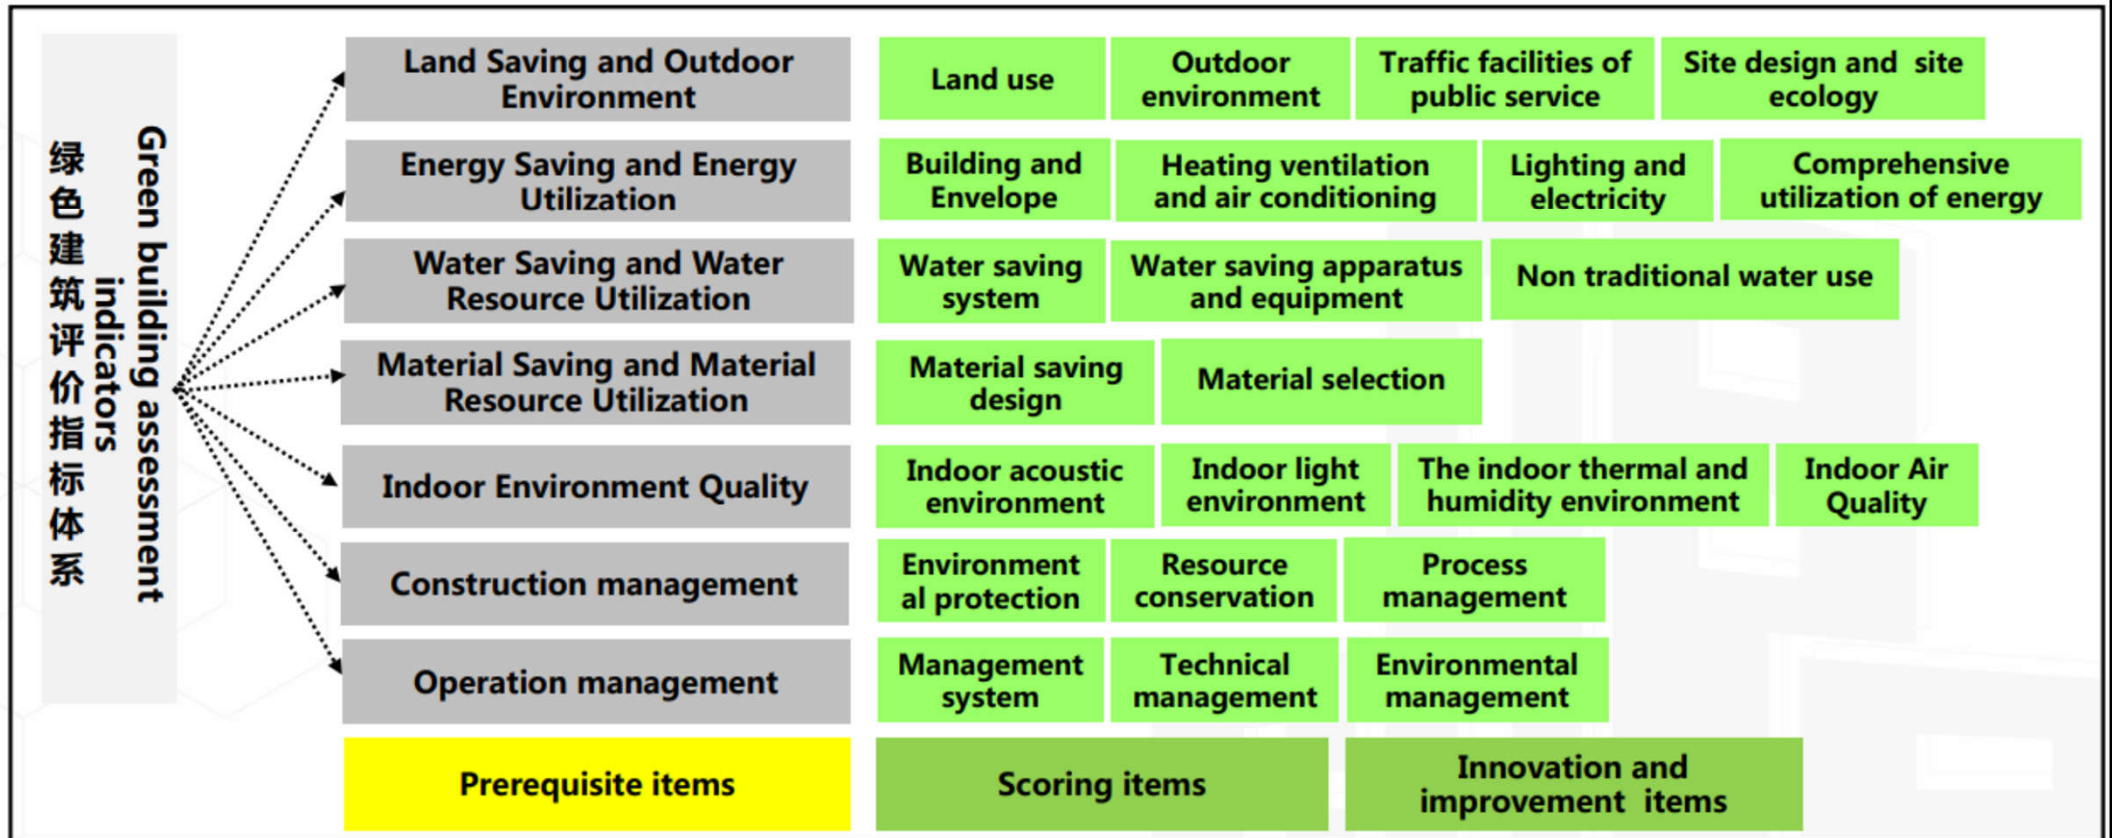 绿色建筑评价指标体系
Green building assessment
indicators
Land Saving and Outdoor
Environment
Land use
Outdoor
environment
Traffic facilities of
public service
Site design and site
ecology
Energy Saving and Energy
Utilization
Building and
Envelope
Heating ventilation
and air conditioning
Lighting and
electricity
Comprehensive
utilization of energy
Water Saving and Water
Resource Utilization
Water saving
system
Water saving apparatus
and equipment
Non traditional water use
Material Saving and Material
Resource Utilization
Material saving
design
Material selection
Indoor Environment Quality
Indoor acoustic
environment
Indoor light
environment
The indoor thermal and
humidity environment
Indoor Air
Quality
Construction management
Environment
al protection
Resource
conservation
Process
management
Operation management
Management
system
Technical
management
Environmental
management
Prerequisite items
Scoring items
Innovation and
improvement items